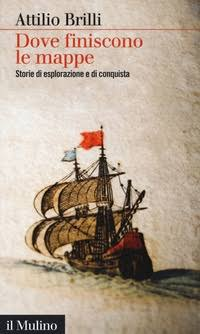 Attilio Brilli
Dove finiscono
le mappe
Storie di esplorazione e di conquista
il Mulino